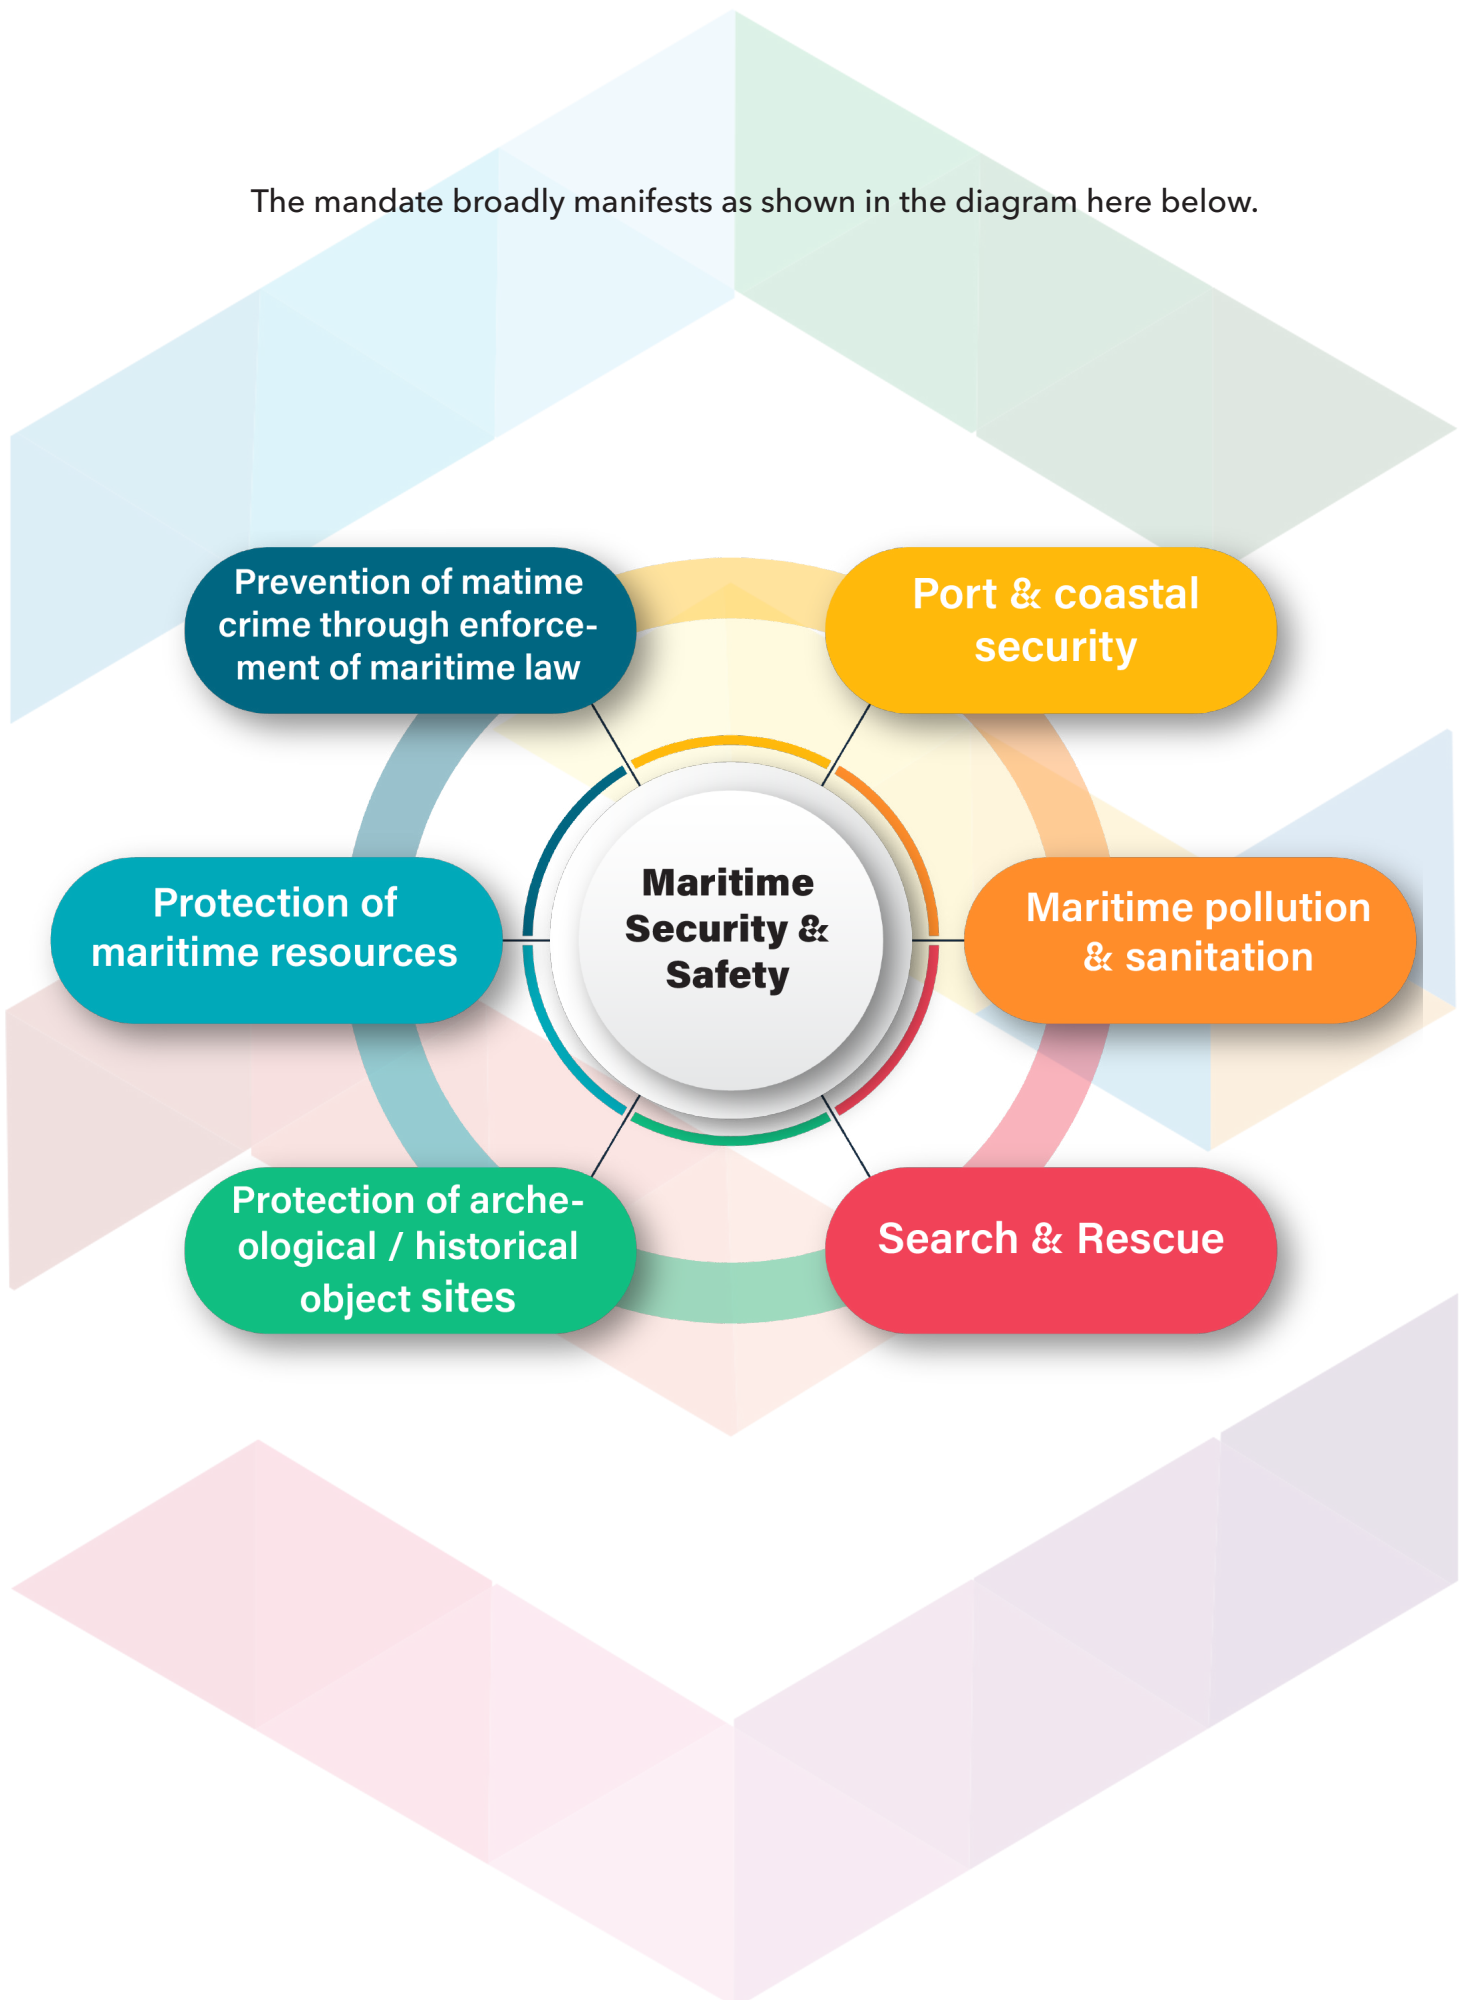 The mandate broadly manifests as shown in the diagram here below.
Prevention of matime
crime through enforce-
ment of maritime law
Port & coastal
security
Protection of
maritime resources
Maritime
Security &
Safety
Maritime pollution
& sanitation
Protection of arche-
ological / historical
object sites
Search & Rescue